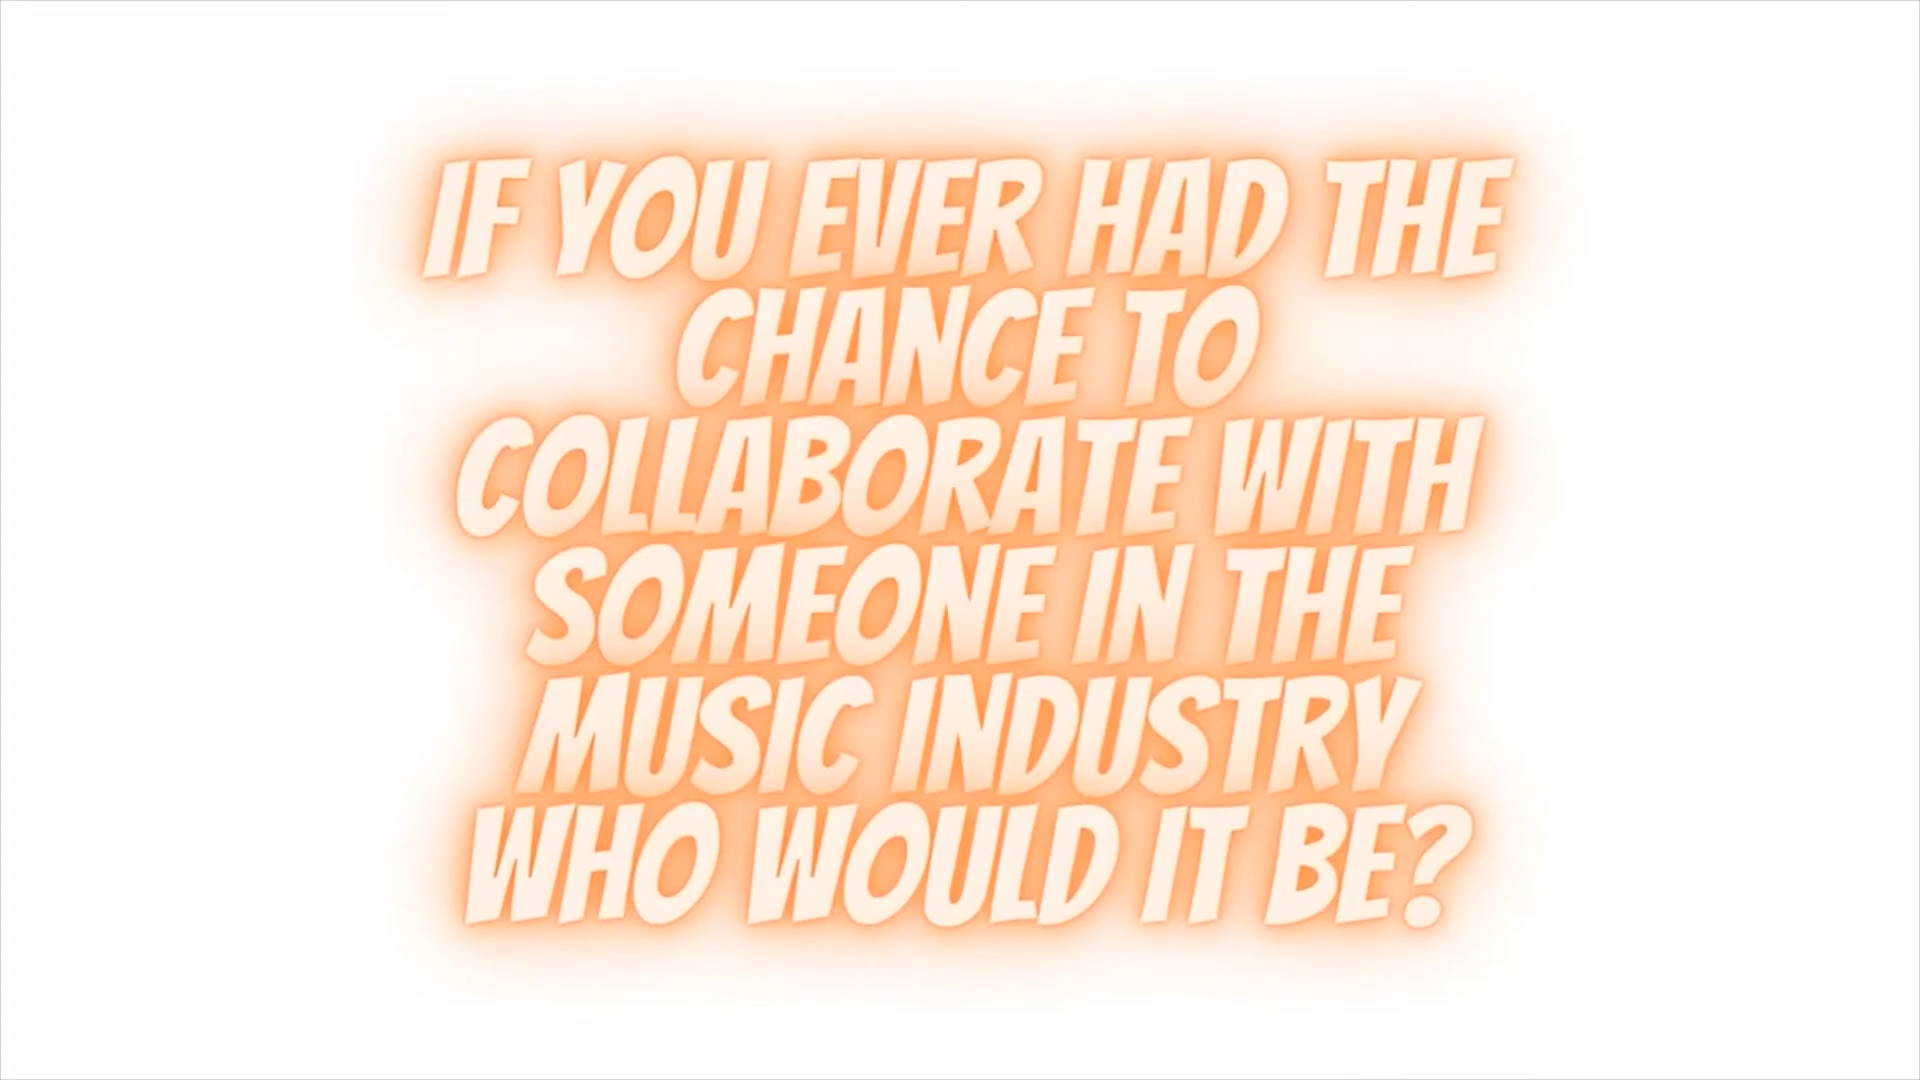 IF YOU EVER HAD THE
CHANCE TO
COLLABORATE WITH
SOMEONE IN THE
MUSIC INDUSTRY
WHO WOULD IT BE?